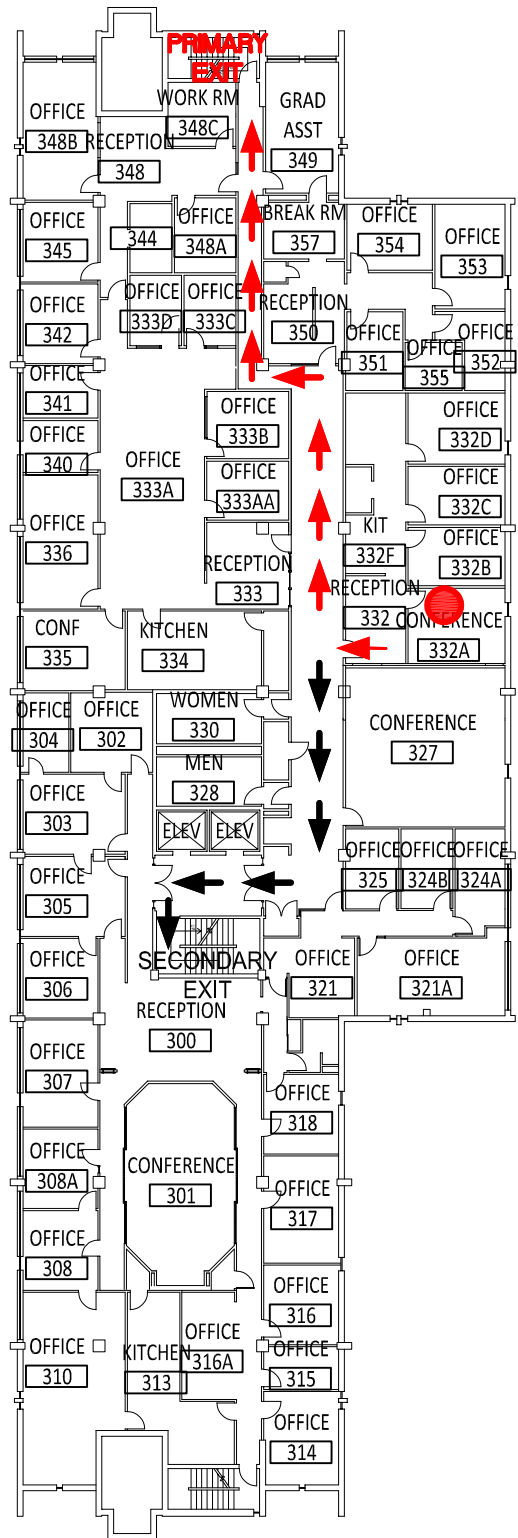 PRIMARY
EXIT
WORK RM
348C
OFFICE
348B
RECEPTION
348
GRAD
ASST
349
OFFICE
345
344
OFFICE
348A
BREAK RM
357
OFFICE
354
OFFICE
353
OFFICE
342
OFFICE
333D
OFFICE
333C
RECEPTION
350
OFFICE
351
OFFICE
355
OFFICE
352
OFFICE
341
OFFICE
333B
OFFICE
332D
OFFICE
340
OFFICE
333A
OFFICE
333AA
OFFICE
332C
OFFICE
336
KIT
332F
OFFICE
332B
RECEPTION
333
RECEPTION
332
CONFERENCE
332A
CONF
335
KITCHEN
334
OFFICE
304
OFFICE
302
WOMEN
330
CONFERENCE
327
MEN
328
OFFICE
303
ELEV
ELEV
OFFICE
325
OFFICE
324B
OFFICE
324A
OFFICE
305
SECONDARY
EXIT
OFFICE
306
OFFICE
321
OFFICE
321A
RECEPTION
300
OFFICE
307
OFFICE
318
OFFICE
308A
CONFERENCE
301
OFFICE
317
OFFICE
308
OFFICE
316
OFFICE
310
KITCHEN
313
OFFICE
316A
OFFICE
315
OFFICE
314